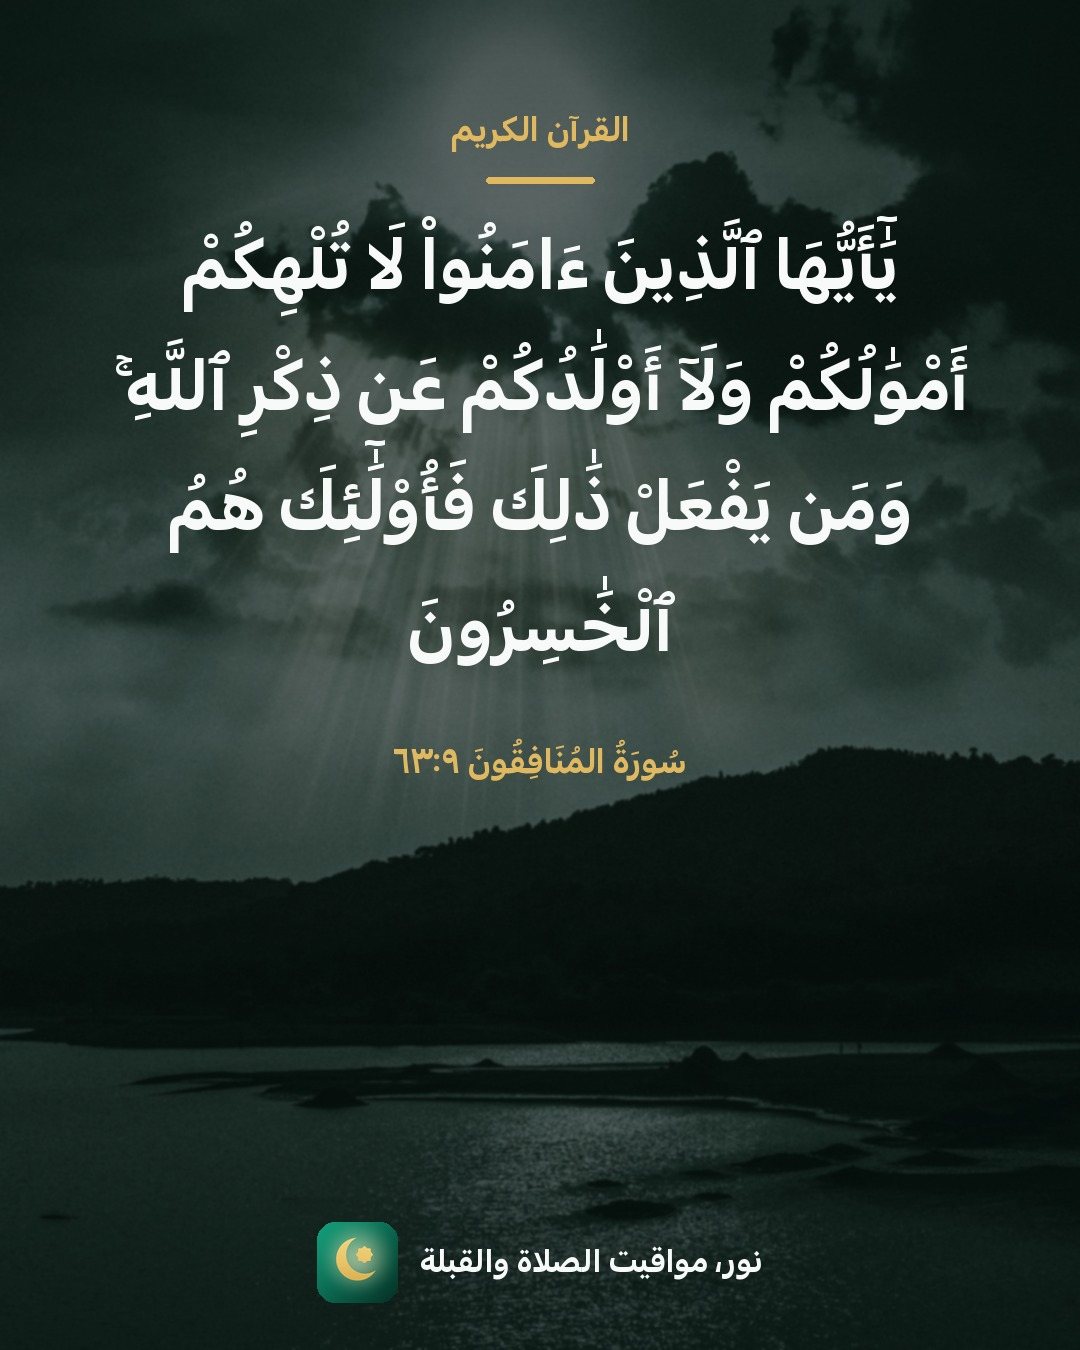 القرآن الكريم
يَٰٓأَيُّهَا ٱلَّذِينَ ءَامَنُواْ لَا تُلْهِكُمْ
أَمْوَٰلُكُمْ وَلَآ أَوْلَٰدُكُمْ عَن ذِكْرِ ٱللَّهِۚ
وَمَن يَفْعَلْ ذَٰلِكَ فَأُوْلَٰٓئِكَ هُمُ
ٱلْخَٰسِرُونَ
سُورَةُ المُنَافِقُونَ ٦٣:٩
نور، مواقيت الصلاة والقبلة